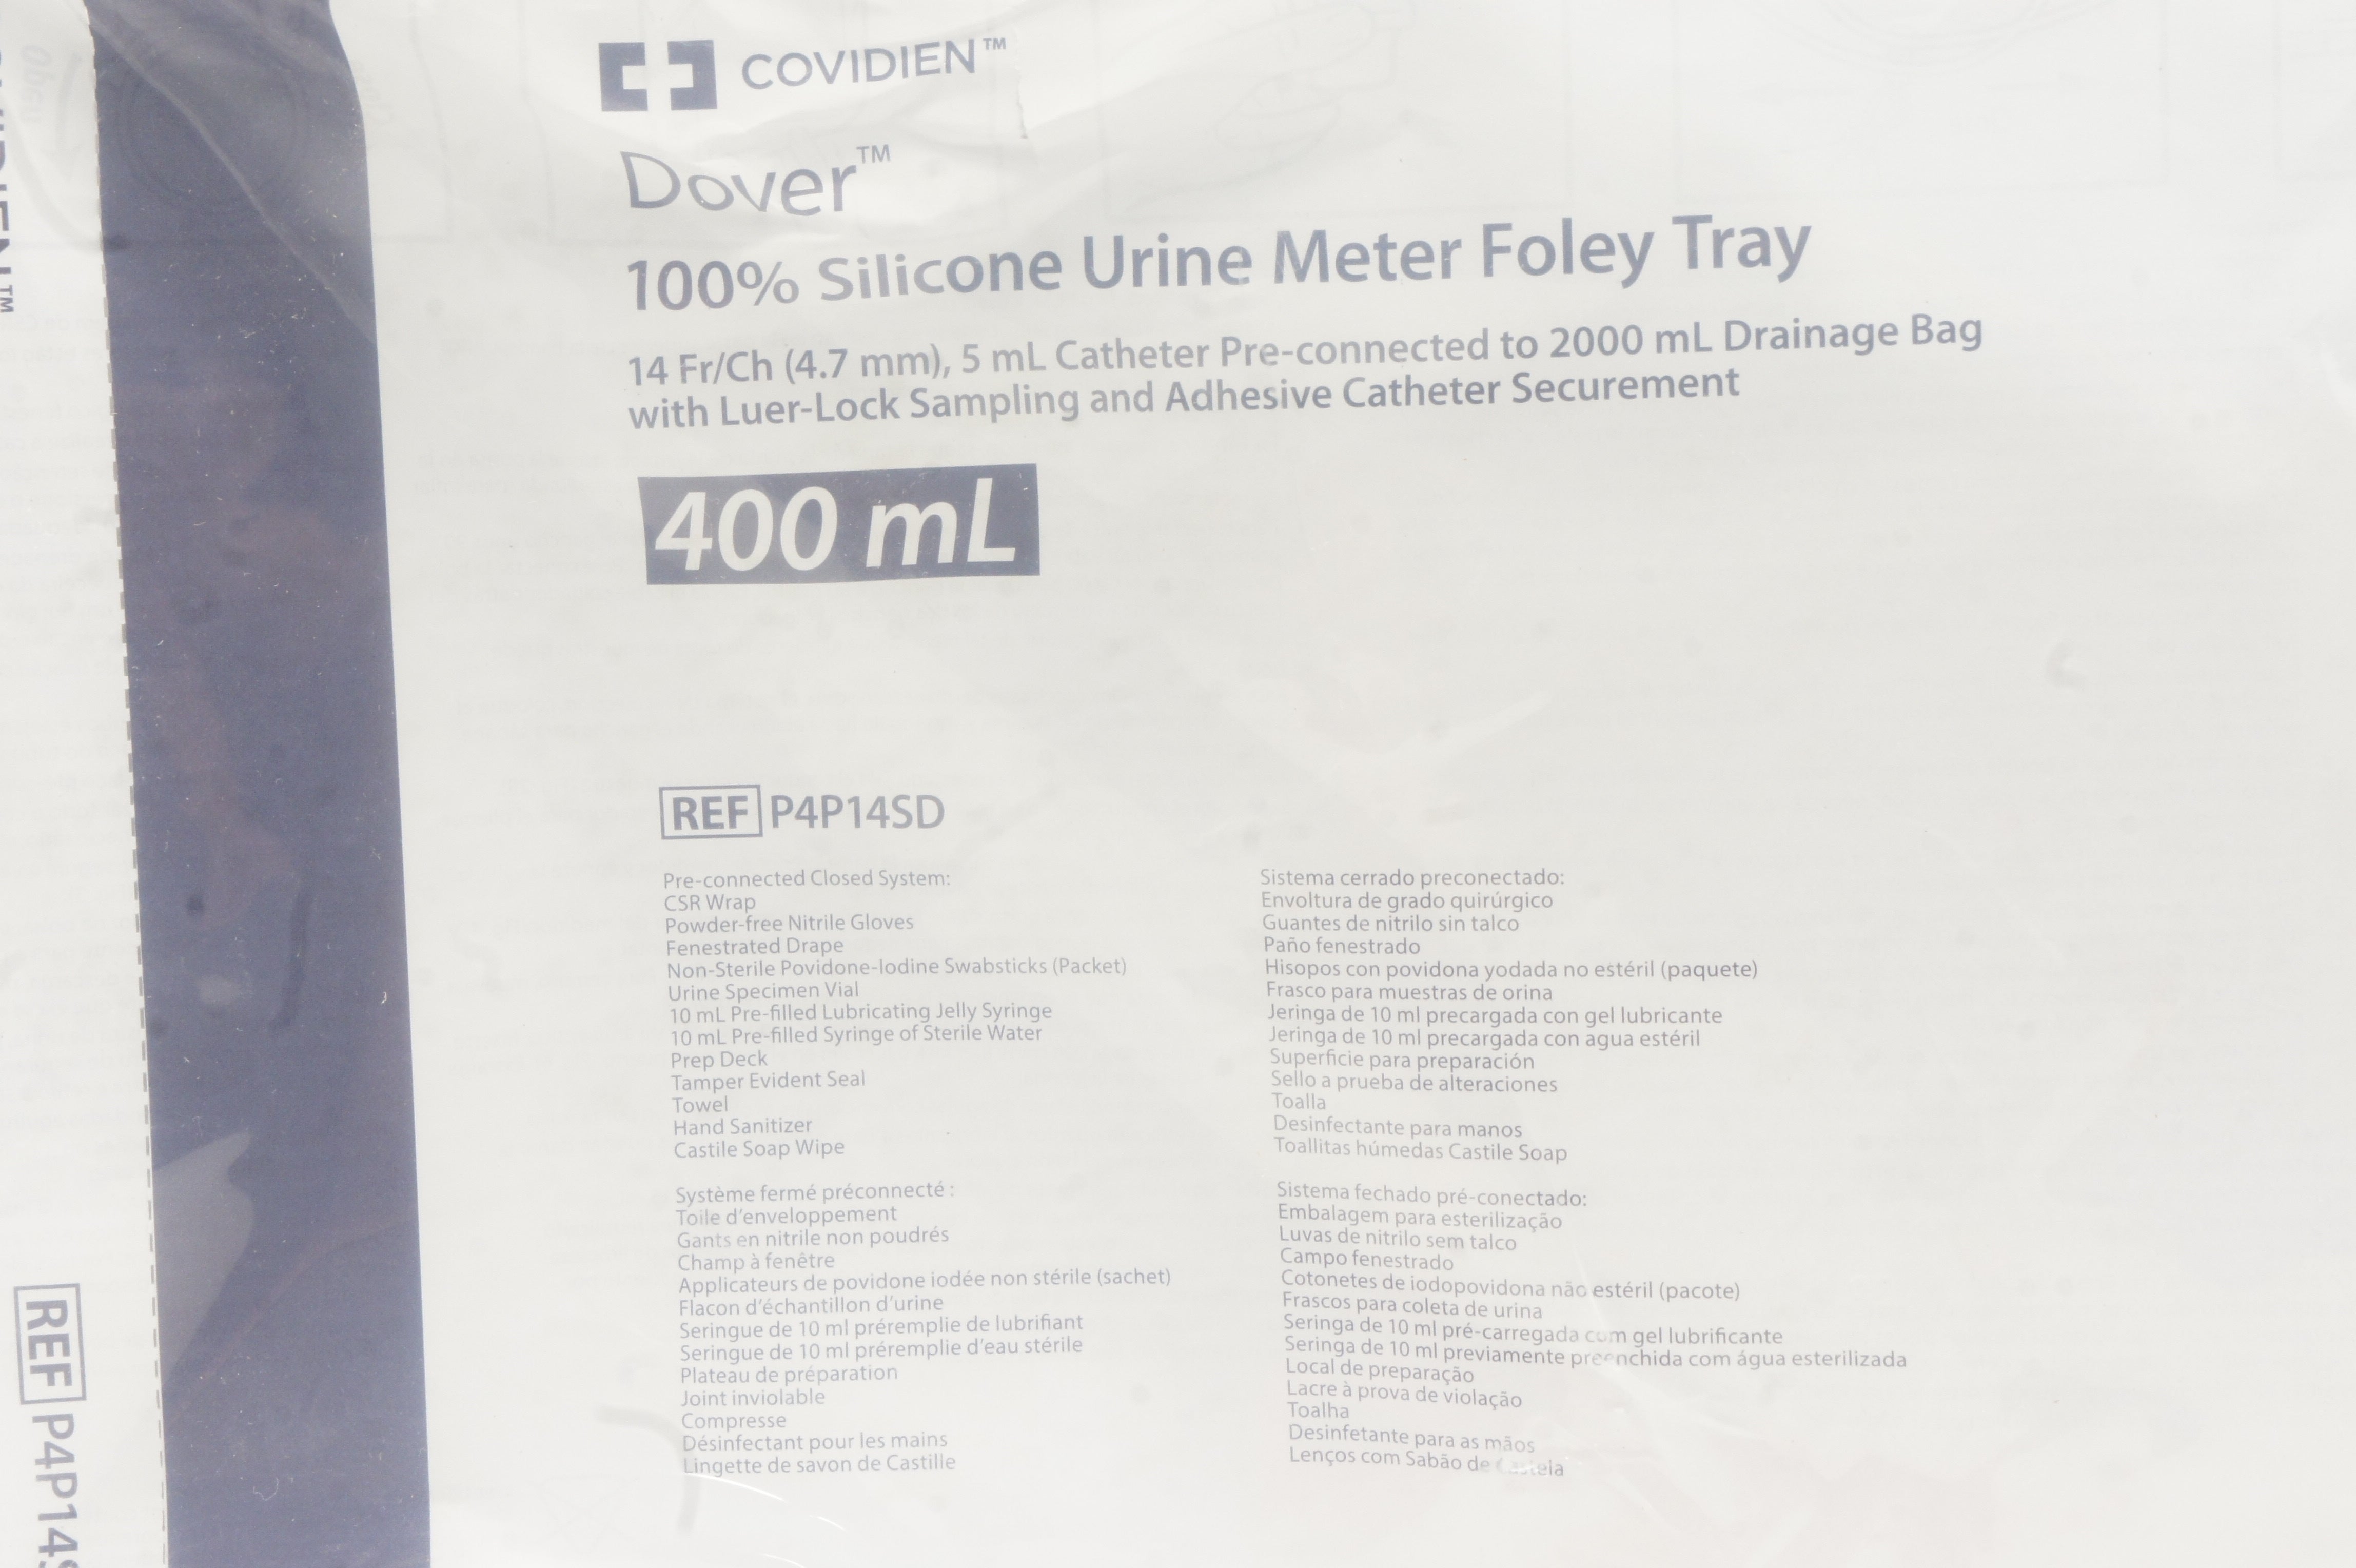 COVIDIEN™
Dover™
100% Silicone Urine Meter Foley Tray
14 Fr/Ch (4.7 mm), 5 mL Catheter Pre-connected to 2000 mL Drainage Bag
with Luer-Lock Sampling and Adhesive Catheter Securement
400 mL
REF P4P14SD
Pre-connected Closed System:
CSR Wrap
Powder-free Nitrile Gloves
Fenestrated Drape
Non-Sterile Povidone-Iodine Swabsticks (Packet)
Urine Specimen Vial
10 mL Pre-filled Lubricating Jelly Syringe
10 mL Pre-filled Syringe of Sterile Water
Prep Deck
Tamper Evident Seal
Towel
Hand Sanitizer
Castile Soap Wipe
Sistema cerrado preconectado:
Envoltura de grado quirúrgico
Guantes de nitrilo sin talco
Paño fenestrado
Hisopos con povidona yodada no estéril (paquete)
Frasco para muestras de orina
Jeringa de 10 ml precargada con gel lubricante
Jeringa de 10 ml precargada con agua estéril
Superficie para preparación
Sello a prueba de alteraciones
Toalla
Desinfectante para manos
Toallitas húmedas Castile Soap
Système fermé préconnecté :
Toile d'enveloppement
Gants en nitrile non poudrés
Champ à fenêtre
Applicateurs de povidone iodée non stérile (sachet)
Flacon d'échantillon d'urine
Seringue de 10 ml préremplie de lubrifiant
Seringue de 10 ml préremplie d'eau stérile
Plateau de préparation
Joint inviolable
Compresse
Désinfectant pour les mains
Lingette de savon de Castille
Sistema fechado pré-conectado:
Embalagem para esterilização
Luvas de nitrilo sem talco
Campo fenestrado
Cotonetes de iodopovidona não estéril (pacote)
Frascos para coleta de urina
Seringa de 10 ml pré-carregada com gel lubrificante
Seringa de 10 ml previamente preenchida com água esterilizada
Local de preparação
Lacre à prova de violação
Toalha
Desinfetante para as mãos
Lenços com Sabão de
REF P4P14S